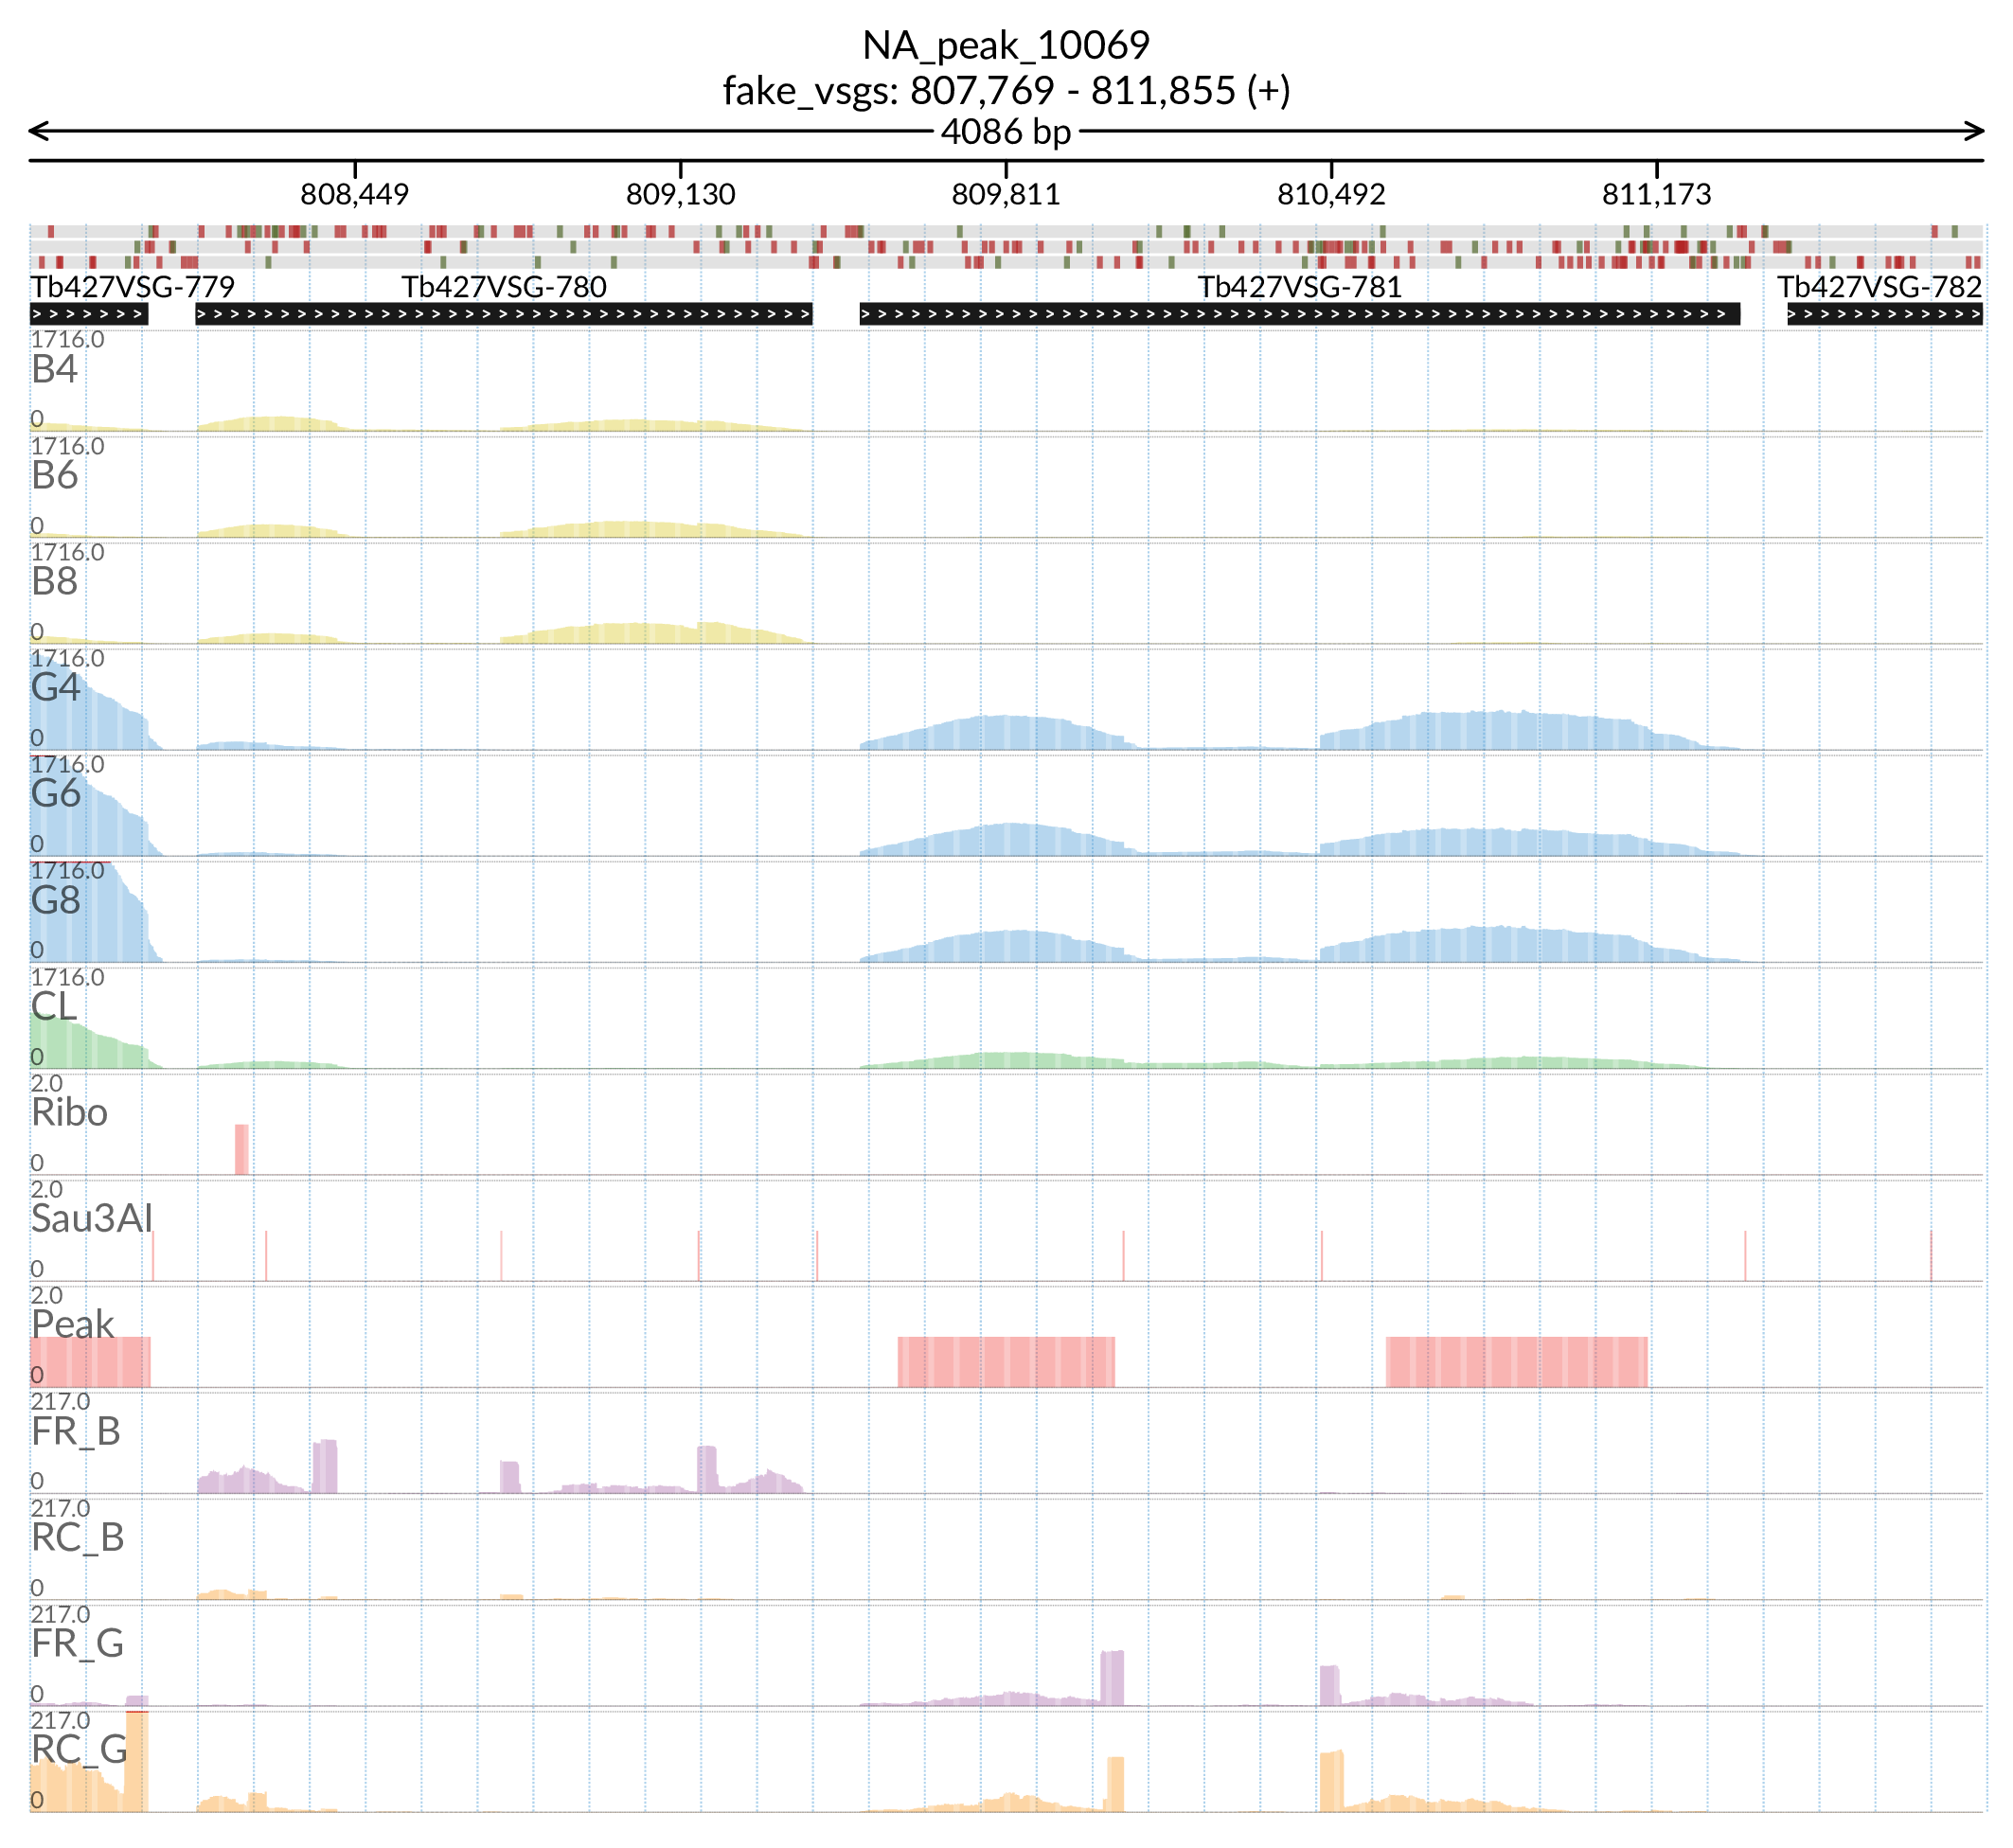 NA_peak_10069
fake_vsgs: 807,769 - 811,855 (+)
4086 bp
808,449 809,130 809,811 810,492 811,173
Tb427VSG-779 Tb427VSG-780 Tb427VSG-781 Tb427VSG-782
1716.0
B4
0
1716.0
B6
0
1716.0
B8
0
1716.0
G4
0
1716.0
G6
0
1716.0
G8
0
1716.0
CL
0
2.0
Ribo
0
2.0
Sau3AI
0
2.0
Peak
0
217.0
FR_B
0
217.0
RC_B
0
217.0
FR_G
0
217.0
RC_G
0